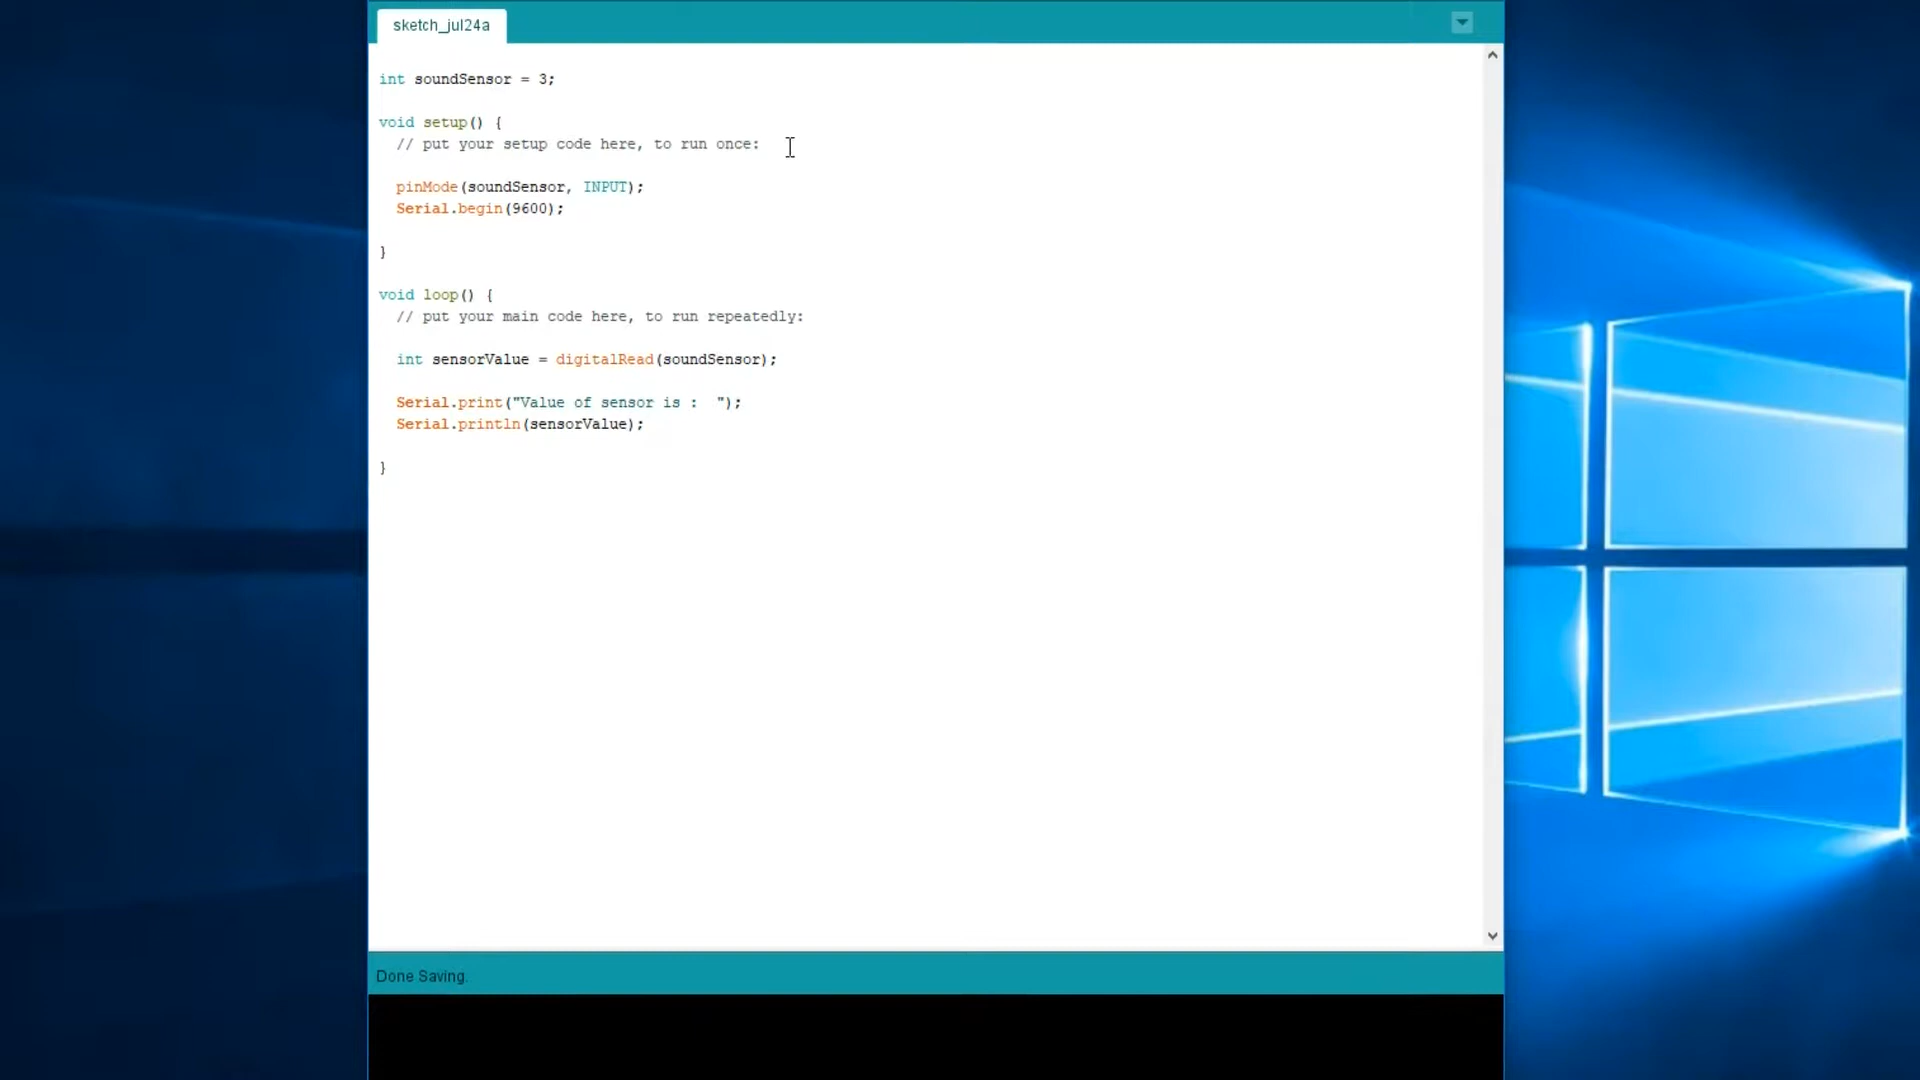 sketch_jul24a
int soundSensor = 3;
void setup() {
  // put your setup code here, to run once:
  pinMode(soundSensor, INPUT);
  Serial.begin(9600);
}
void loop() {
  // put your main code here, to run repeatedly:
  int sensorValue = digitalRead(soundSensor);
  Serial.print("Value of sensor is :  ");
  Serial.println(sensorValue);
}
Done Saving.